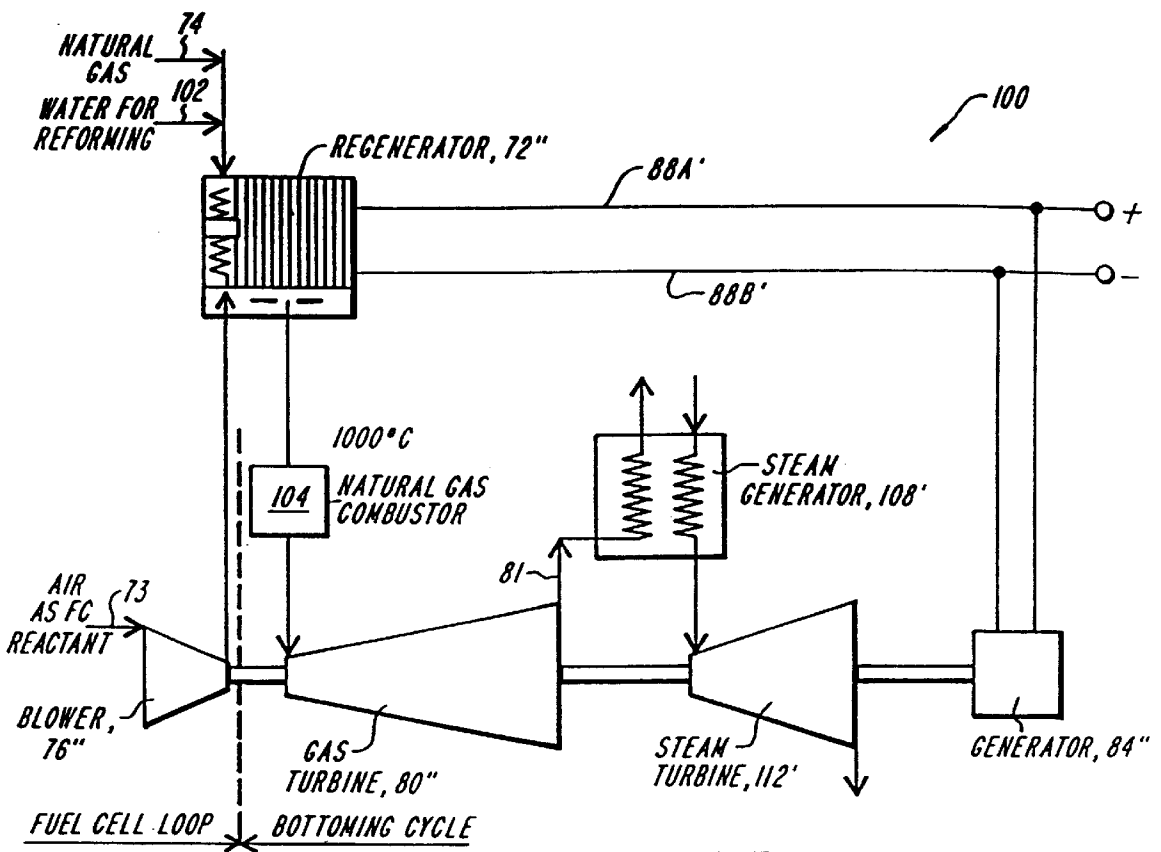 74
NATURAL
GAS
102
WATER FOR
REFORMING
100
REGENERATOR, 72"
88A'
+
88B'
-
1000°C
104
NATURAL GAS
COMBUSTOR
STEAM
GENERATOR, 108'
81
AIR
AS FC
REACTANT
73
BLOWER,
76"
GAS
TURBINE, 80"
STEAM
TURBINE, 112'
GENERATOR, 84"
FUEL CELL LOOP
BOTTOMING CYCLE